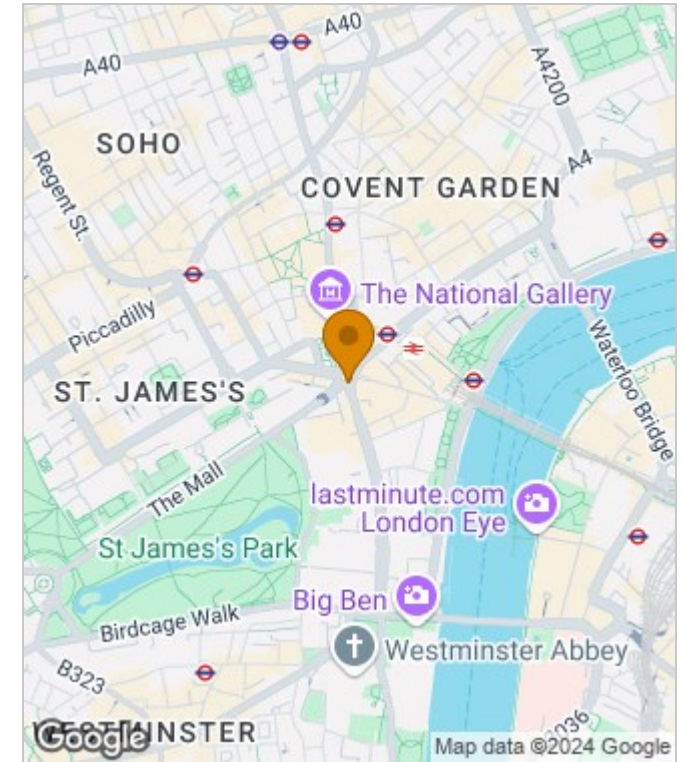 A40
A40
A4200
SOHO
A4
Regent St.
COVENT GARDEN
The National Gallery
Piccadilly
Waterloo Bridge
ST. JAMES'S
The Mall
lastminute.com
London Eye
St James's Park
Big Ben
Birdcage Walk
Westminster Abbey
B323
WESTMINSTER
Google
Map data ©2024 Google